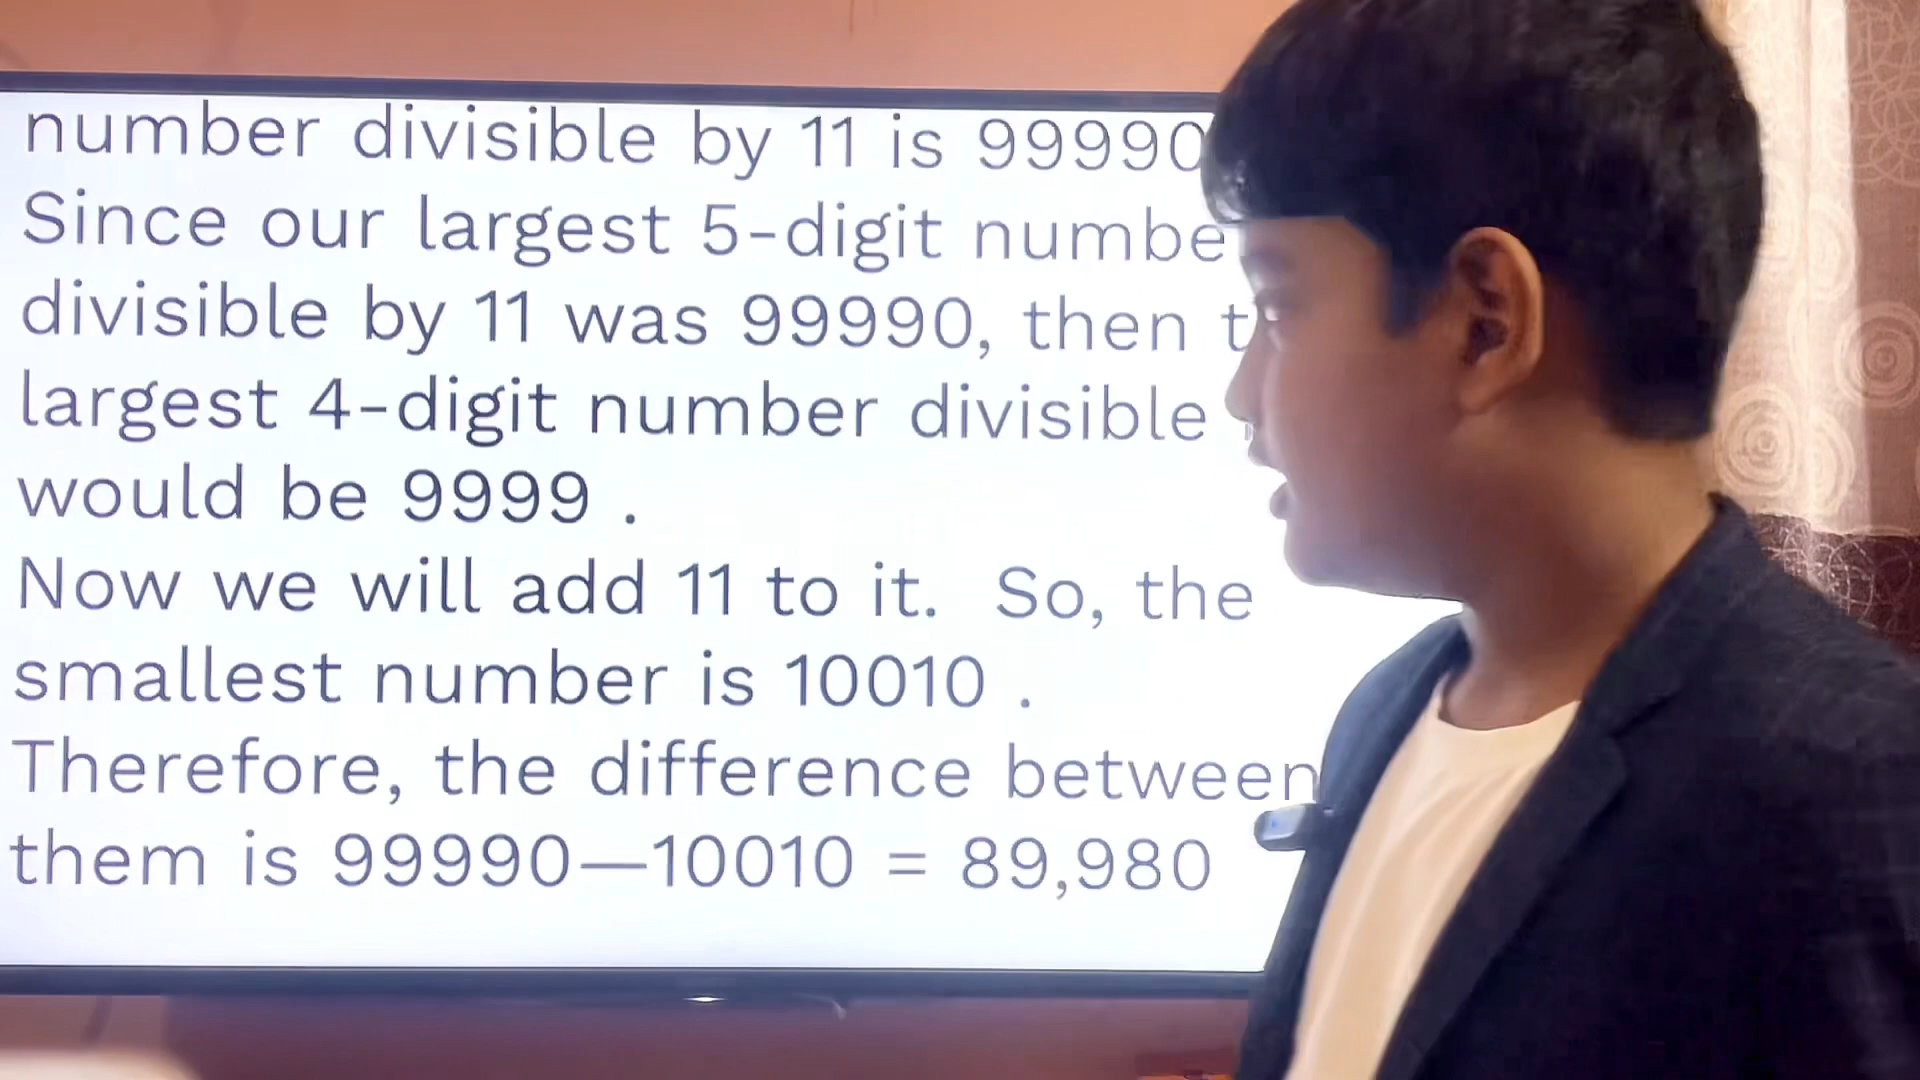 number divisible by 11 is 99990
Since our largest 5-digit
divisible by 11 was 99990, then
largest 4-digit number divisible
would be 9999 .
Now we will add 11 to it. So, the
smallest number is 10010 .
Therefore, the difference between
them is 99990—10010 = 89,980